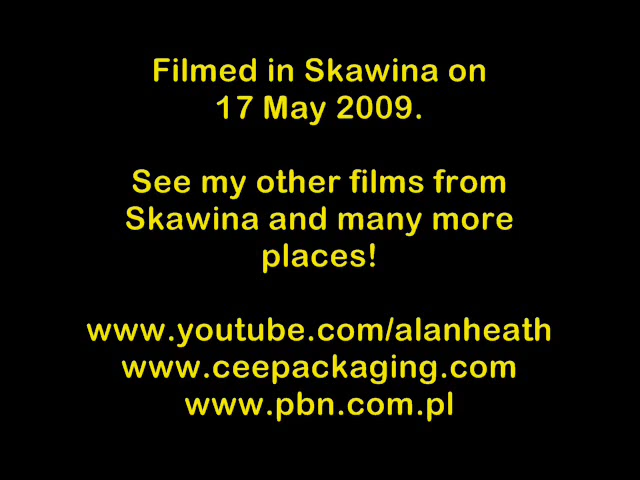 Filmed in Skawina on
17 May 2009.
See my other films from
Skawina and many more
places!
www.youtube.com/alanheath
www.ceepackaging.com
www.pbn.com.pl